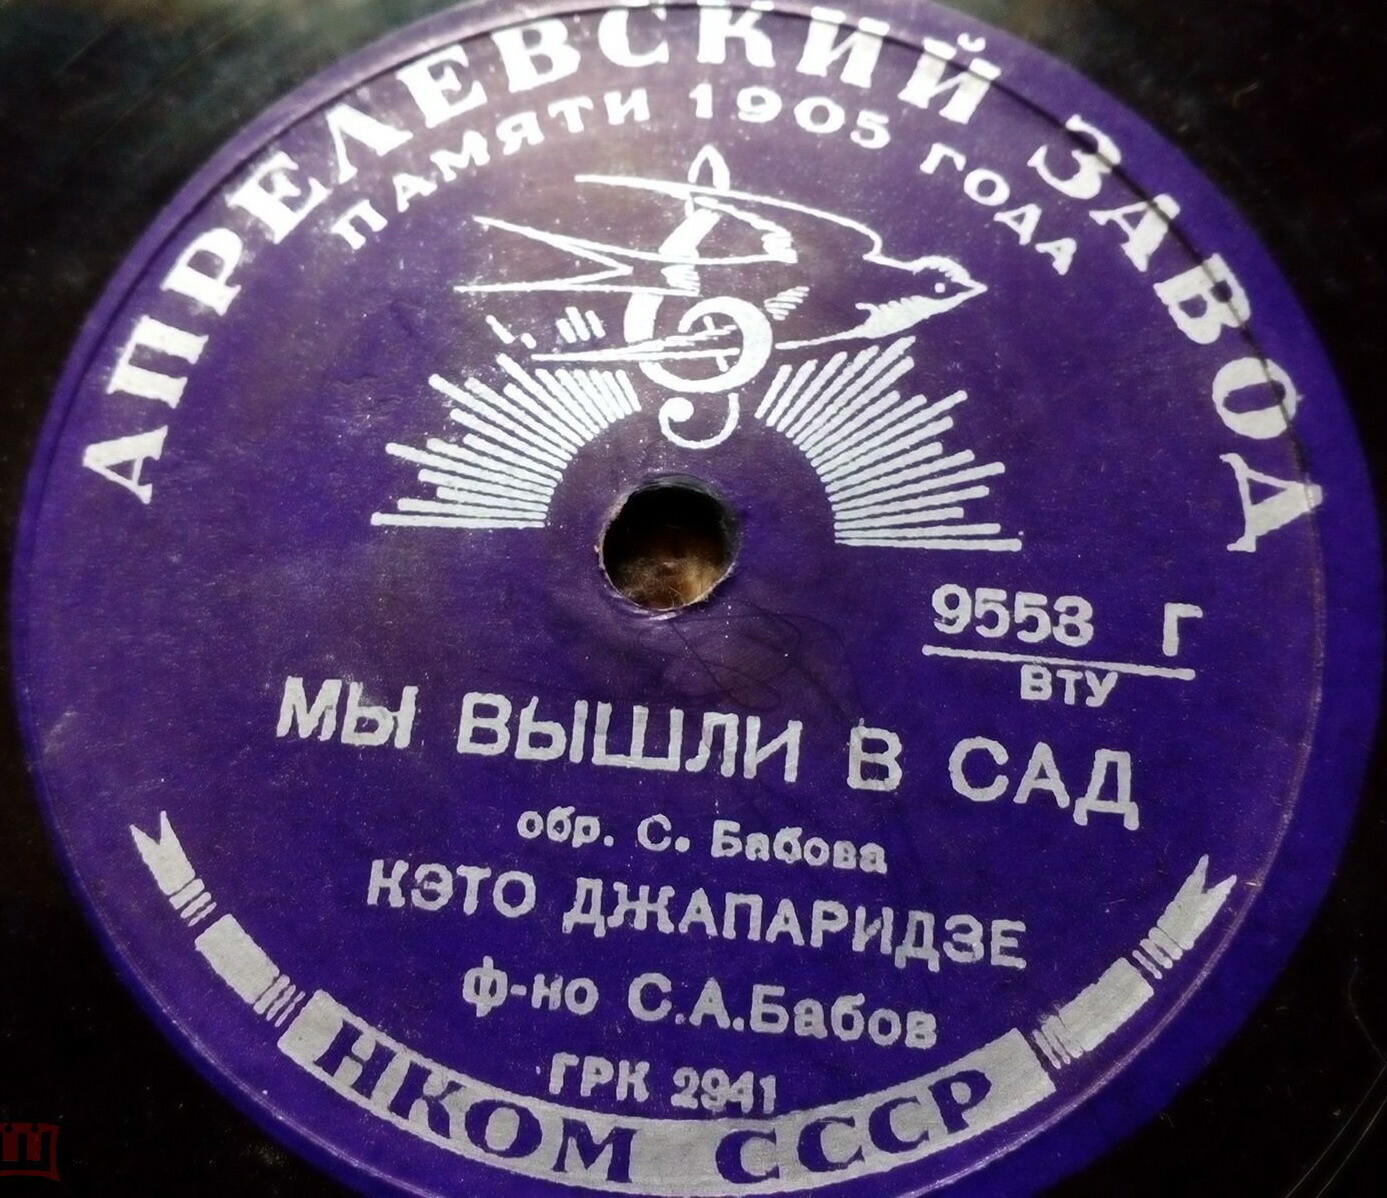 АПРЕЛЕВСКИЙ ЗАВОД
ПАМЯТИ 1905 ГОДА
9553 Г
ВТУ
МЫ ВЫШЛИ В САД
обр. С. Бабова
КЭТО ДЖАПАРИДЗЕ
ф-но С.А.Бабов
ГРК 2941
НКОМ СССР